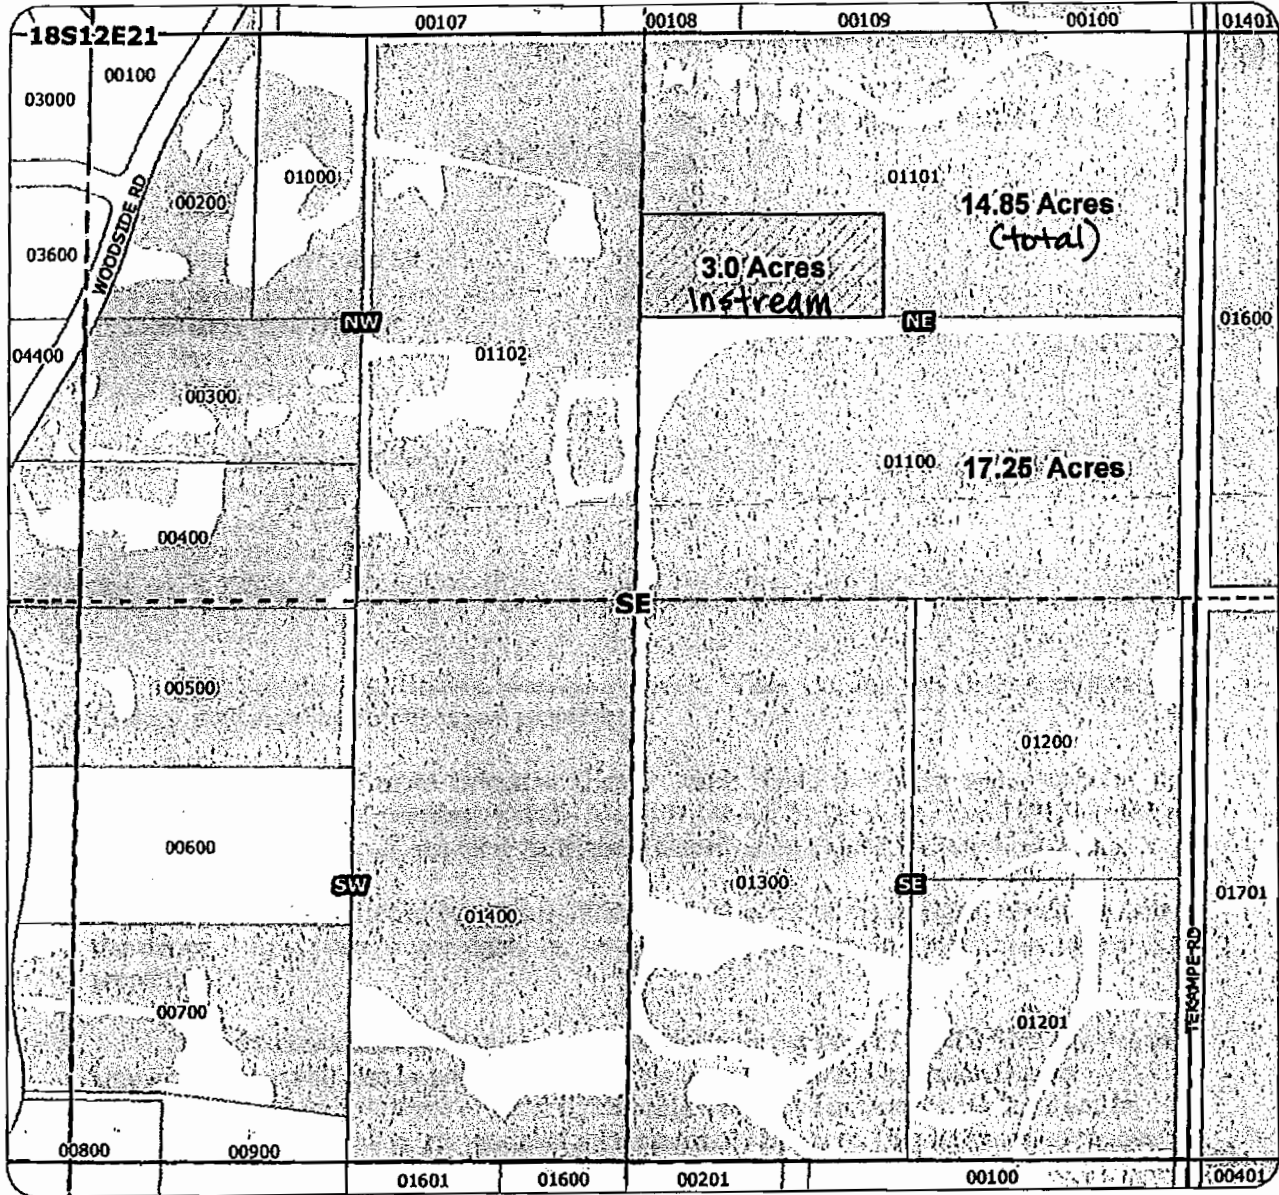 00107
00108
00109
00100
01401
18S12E21
00100
03000
01000
01101
00200
14.85 Acres
(total)
WOODSIDE RD
03600
3.0 Acres
Instream
NW
NE
01600
04400
01102
00300
01100
17.25 Acres
00400
SE
00500
01200
00600
SW
01300
SE
01701
01400
TEKAMPE RD
00700
01201
00800
00900
01601
01600
00201
00100
00401